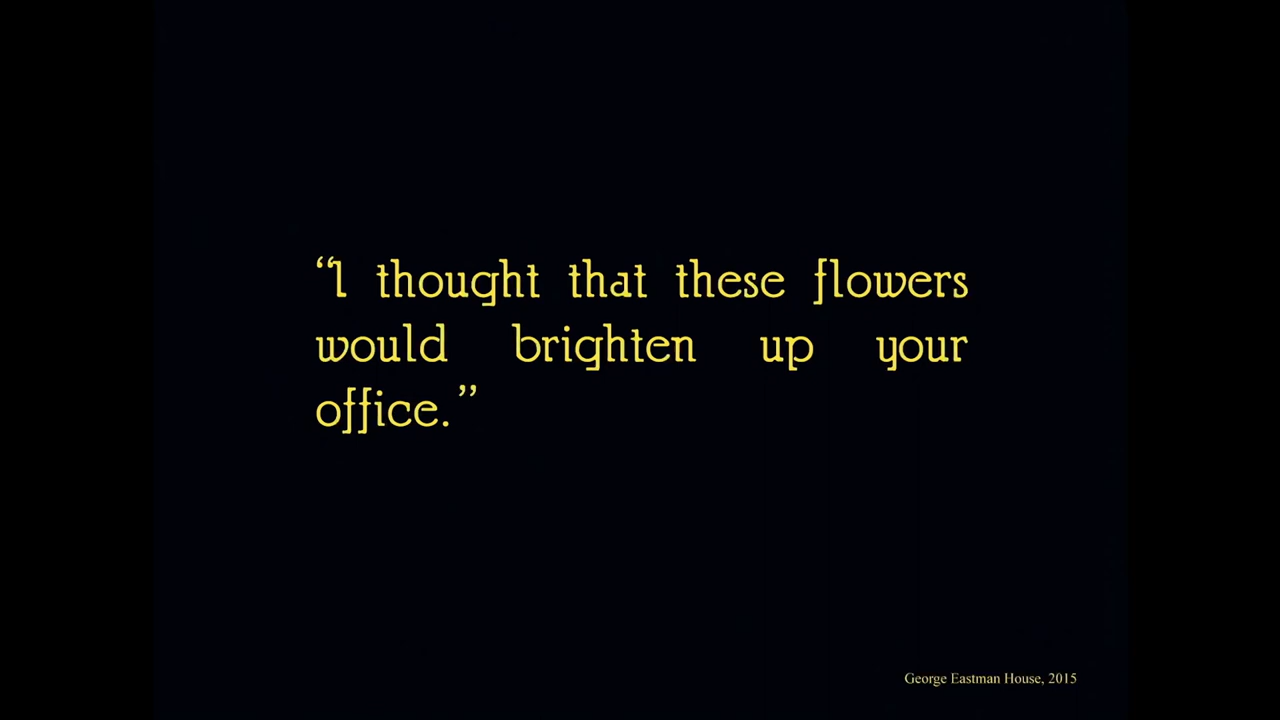 “I thought that these flowers
would brighten up your
office.”
George Eastman House, 2015